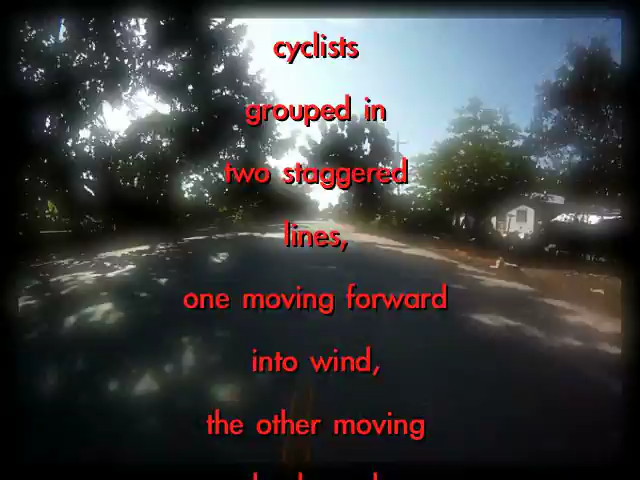 cyclists
grouped in
two staggered
lines,
one moving forward
into wind,
the other moving